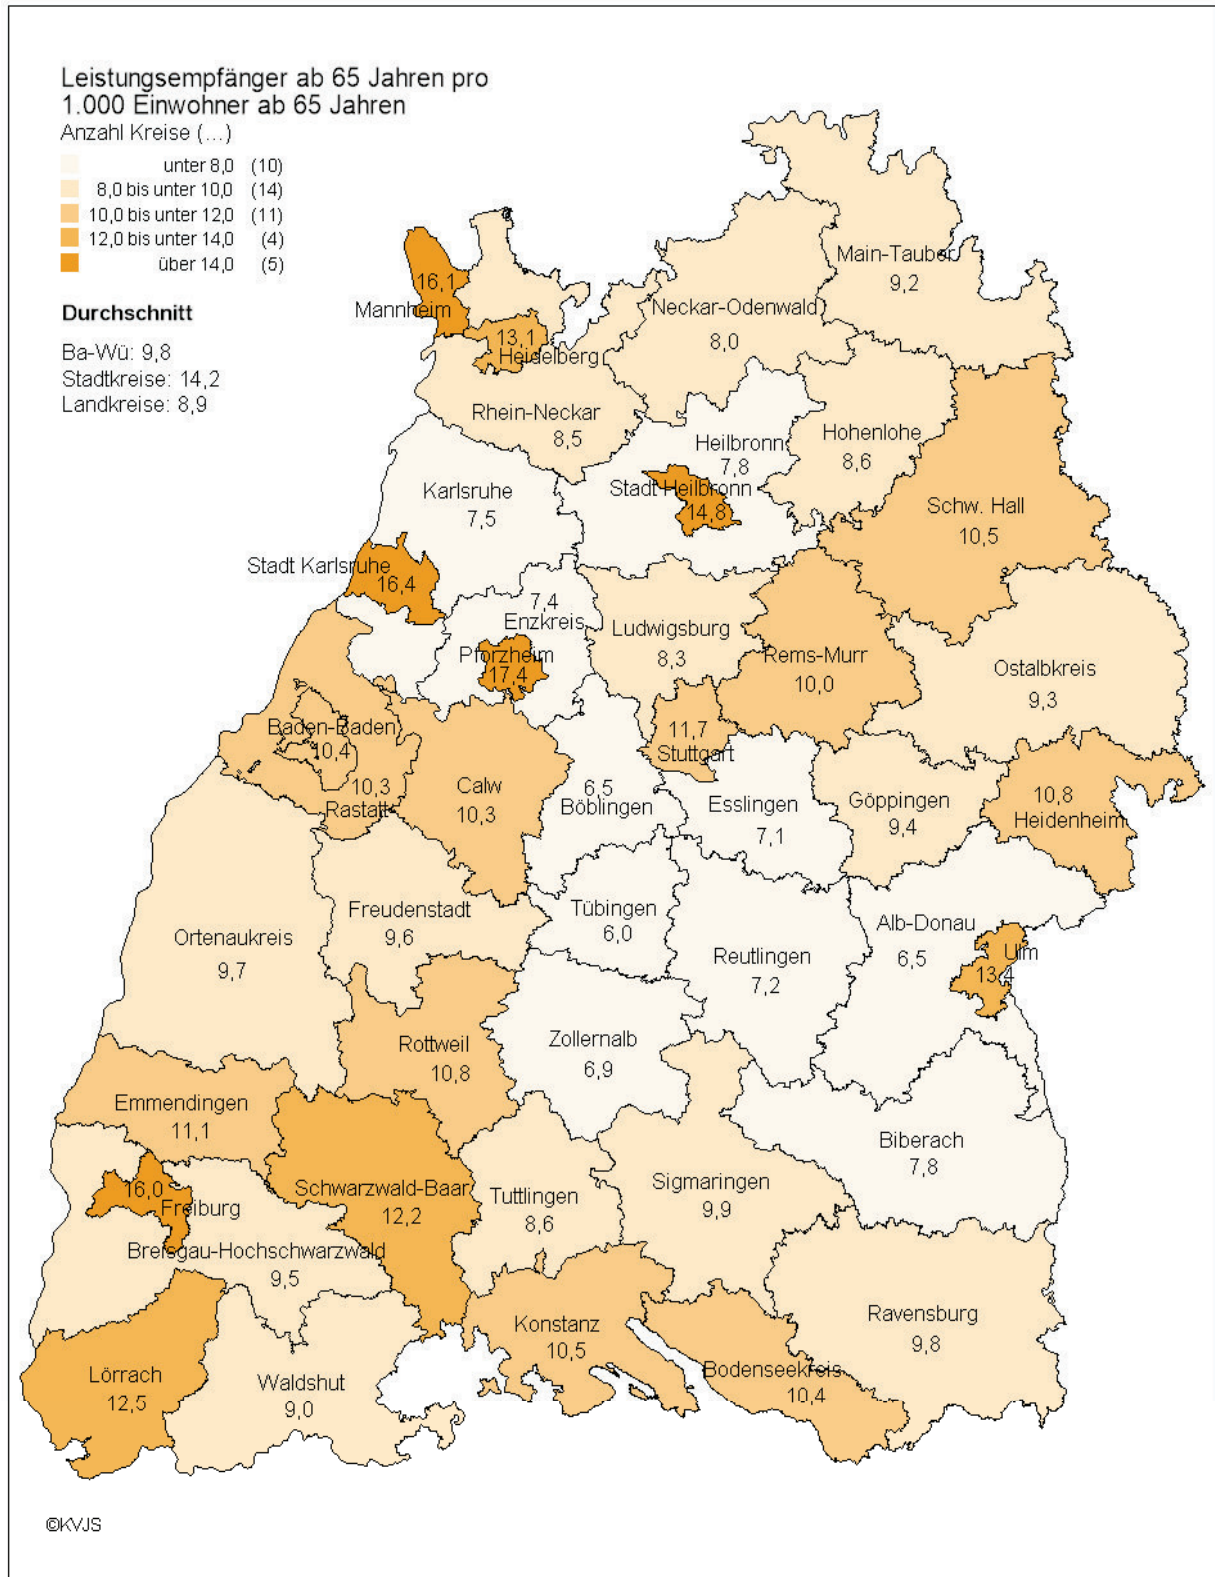 Leistungsempfänger ab 65 Jahren pro
1.000 Einwohner ab 65 Jahren
Anzahl Kreise (...)
unter 8,0 (10)
8,0 bis unter 10,0 (14)
10,0 bis unter 12,0 (11)
12,0 bis unter 14,0 (4)
über 14,0 (5)
Durchschnitt
Ba-Wü: 9,8
Stadtkreise: 14,2
Landkreise: 8,9
Main-Tauber
9,2
16,1
Mannheim
Neckar-Odenwald
8,0
13,1
Heidelberg
Rhein-Neckar
8,5
Heilbronn
7,8
Hohenlohe
8,6
Karlsruhe
7,5
Stadt Heilbronn
14,8
Schw. Hall
10,5
Stadt Karlsruhe
16,4
7,4
Enzkreis
Pforzheim
17,4
Ludwigsburg
8,3
Rems-Murr
10,0
Ostalbkreis
9,3
Baden-Baden
10,4
10,3
Rastatt
Calw
10,3
11,7
Stuttgart
6,5
Böblingen
Esslingen
7,1
Göppingen
9,4
10,8
Heidenheim
Ortenaukreis
9,7
Freudenstadt
9,6
Tübingen
6,0
Reutlingen
7,2
Alb-Donau
6,5
Ulm
13,4
Rottweil
10,8
Zollernalb
6,9
Emmendingen
11,1
Biberach
7,8
16,0
Freiburg
Schwarzwald-Baar
12,2
Tuttlingen
8,6
Sigmaringen
9,9
Breisgau-Hochschwarzwald
9,5
Konstanz
10,5
Ravensburg
9,8
Lörrach
12,5
Waldshut
9,0
Bodenseekreis
10,4
©KVJS